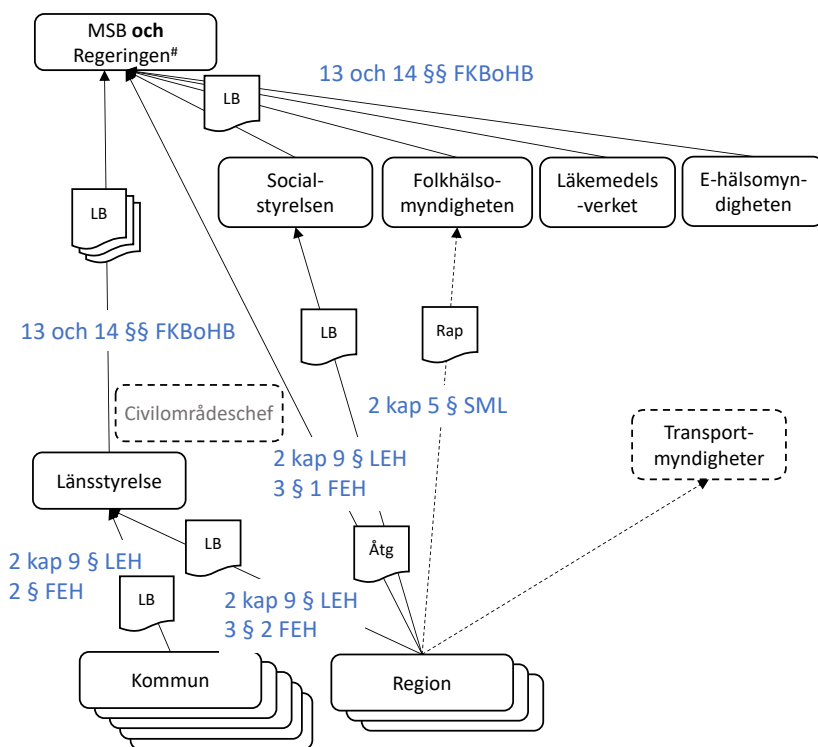 MSB och
Regeringen#
13 och 14 §§ FKBoHB
LB
Social-
styrelsen
Folkhälso-
myndigheten
Läkemedels
-verket
E-hälsomyn-
digheten
LB
LB
Rap
13 och 14 §§ FKBoHB
Civilområdeschef
2 kap 5 § SML
Transport-
myndigheter
Länsstyrelse
2 kap 9 § LEH
3 § 1 FEH
LB
Åtg
2 kap 9 § LEH
2 § FEH
LB
2 kap 9 § LEH
3 § 2 FEH
Kommun
Region